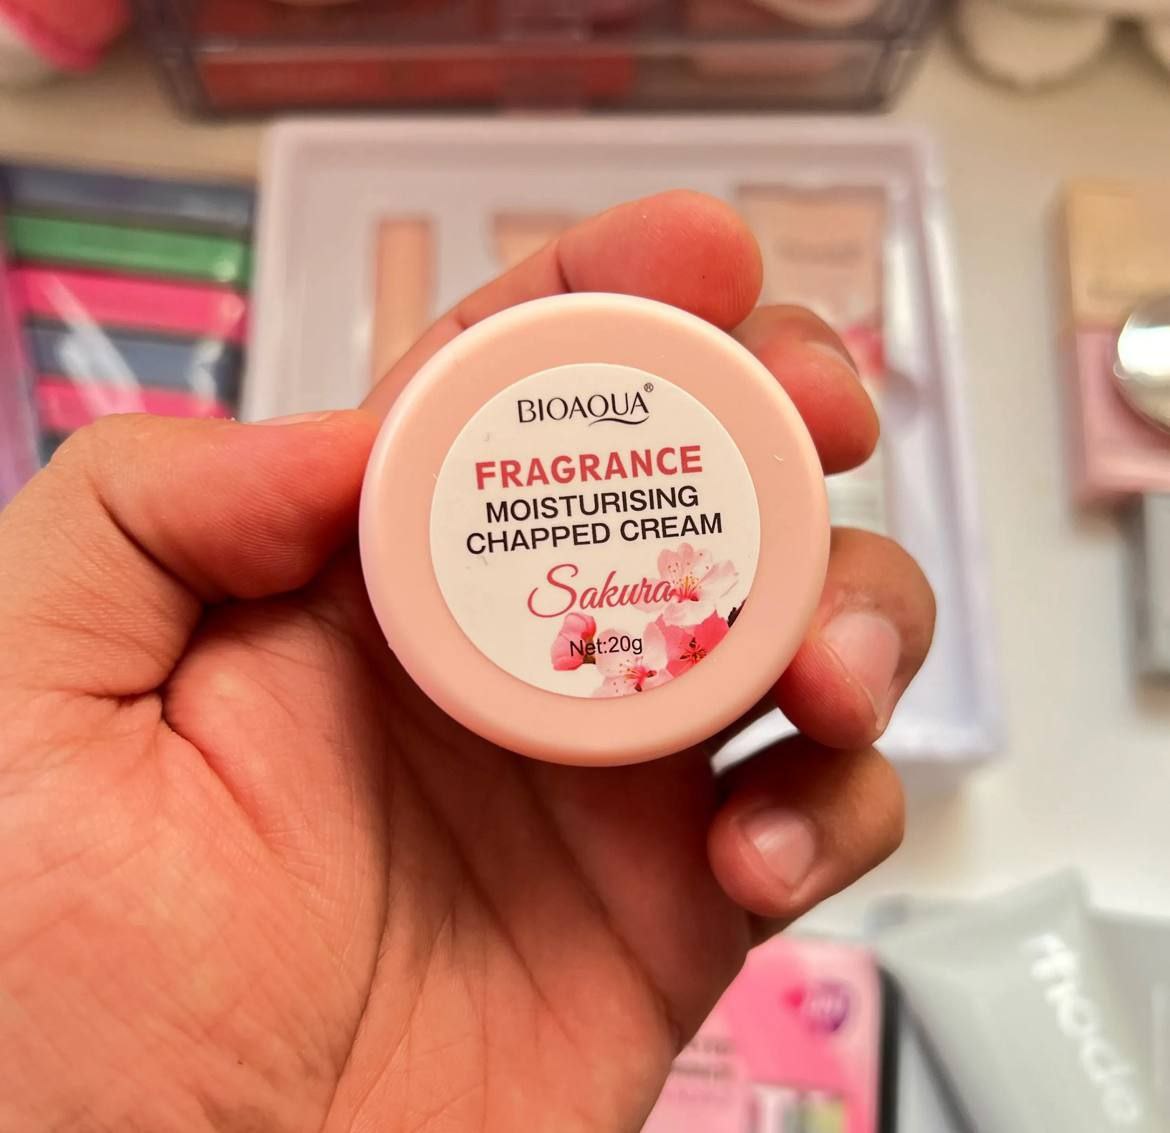 BIOAQUA®
FRAGRANCE
MOISTURISING
CHAPPED CREAM
Sakura
Net:20g